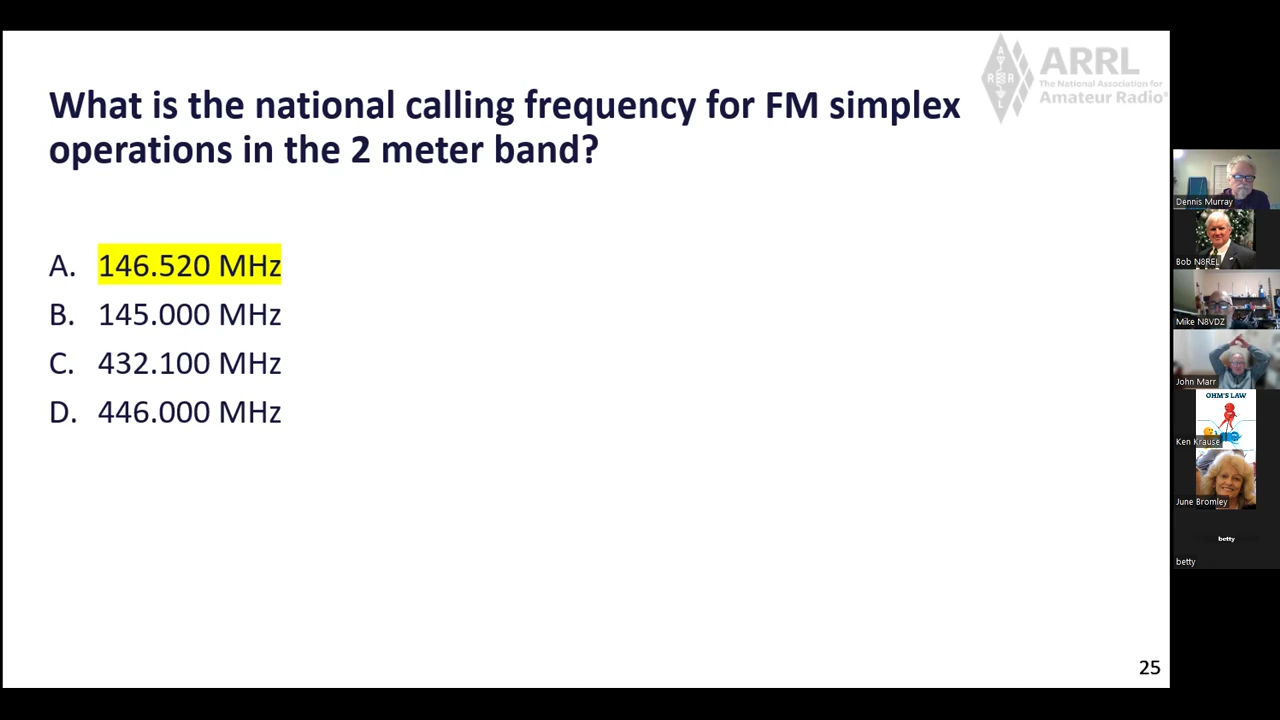 What is the national calling frequency for FM simplex
operations in the 2 meter band?
A. 146.520 MHz
B. 145.000 MHz
C. 432.100 MHz
D. 446.000 MHz
25
ARRL
The National Association for
Amateur Radio®
A
R R
L
Dennis Murray
Bob N8REL
Mike N8VDZ
John Marr
OHM'S LAW
Ken Krause
June Bromley
betty
betty